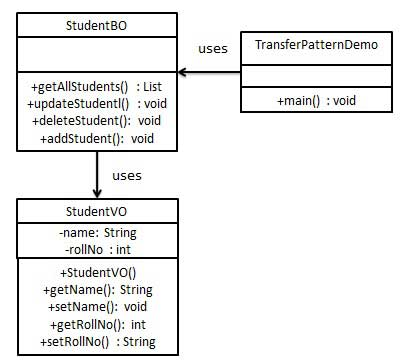 StudentBO
uses
TransferPatternDemo
+getAllStudents() : List
+updateStudentl() : void
+deleteStudent(): void
+addStudent(): void
+main() : void
uses
StudentVO
-name: String
-rollNo : int
+StudentVO()
+getName(): String
+setName(): void
+getRollNo(): int
+setRollNo() : String